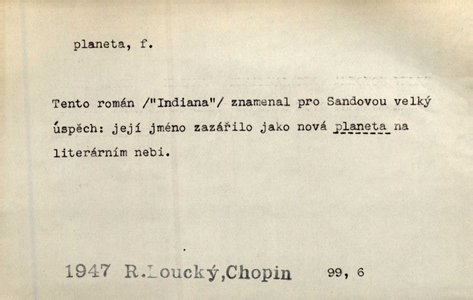 planeta, f.
Tento román /"Indiana"/ znamenal pro Sandovou velký
úspěch: její jméno zazářilo jako nová planeta na
literárním nebi.
1947 R.Loucký,Chopin 99, 6